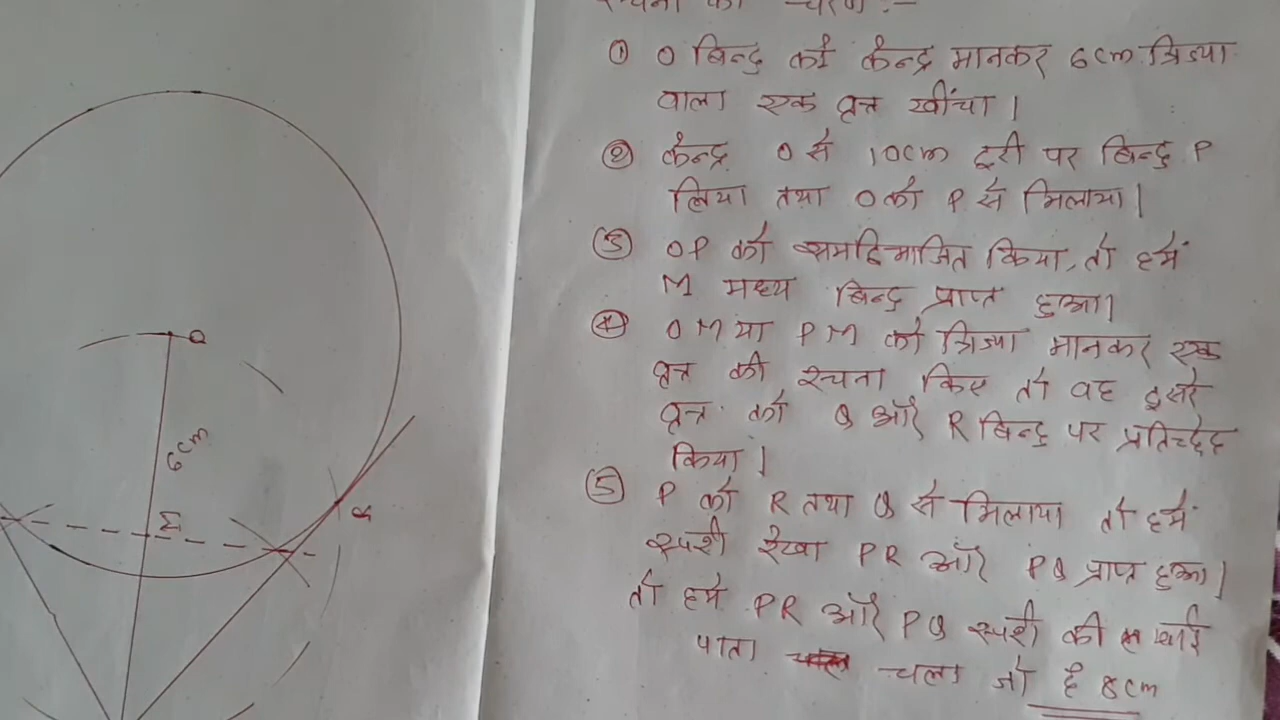 रचना का चरण :-
① O बिन्दु को केन्द्र मानकर 6cm त्रिज्या
वाला एक वृत्त खींचा।
② केन्द्र O से 10cm दूरी पर बिन्दु P
लिया तथा O को P से मिलाया।
③ OP को समद्विभाजित किया, तो हमें
M मध्य बिन्दु प्राप्त हुआ।
④ OM या PM को त्रिज्या मानकर एक
वृत्त की रचना किए तो वह दुसरे
वृत्त को Q और R बिन्दु पर प्रतिच्छेद
किया।
⑤ P को R तथा Q से मिलाया तो हमें
स्पर्श रेखा PR और PQ प्राप्त हुआ।
तो हमें PR और PQ स्पर्श की
पता चला जो है 8cm
O
6cm
M
R